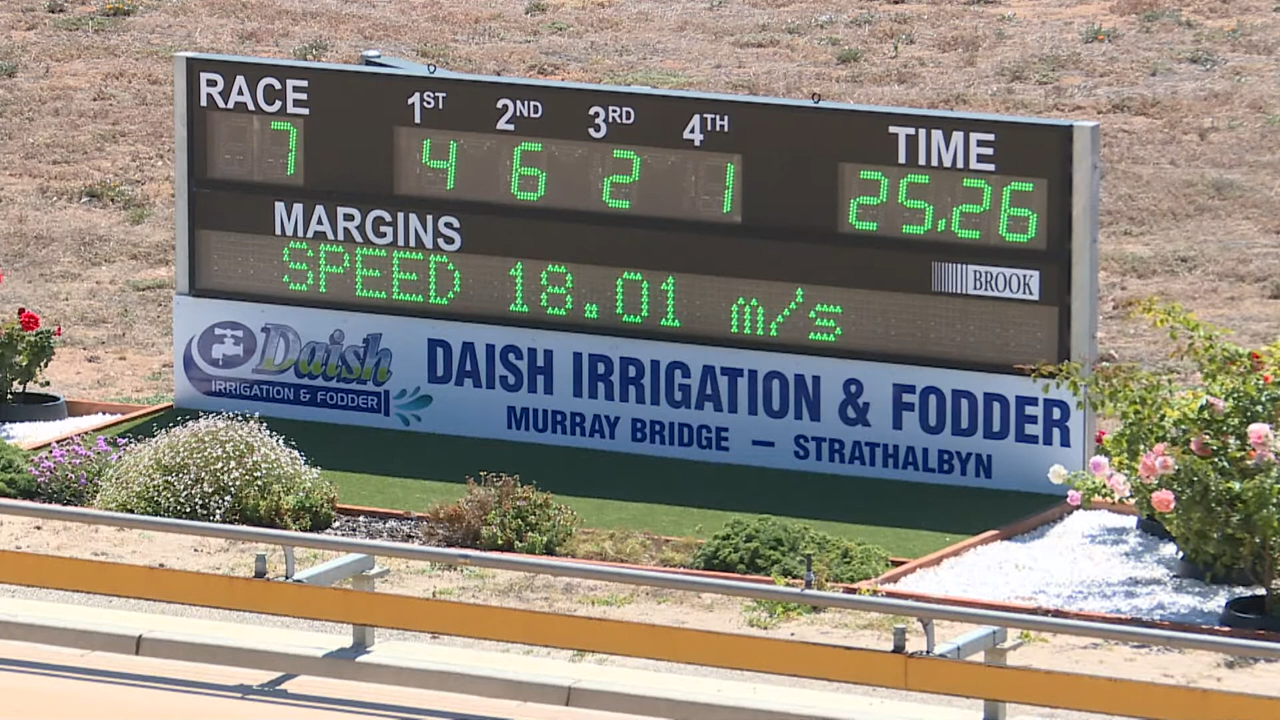 RACE 1ST 2ND 3RD 4TH TIME
7 4 6 2 1 25.26
MARGINS
BROOK
SPEED 18.01 m/s
Daish
IRRIGATION & FODDER
DAISH IRRIGATION & FODDER
MURRAY BRIDGE – STRATHALBYN